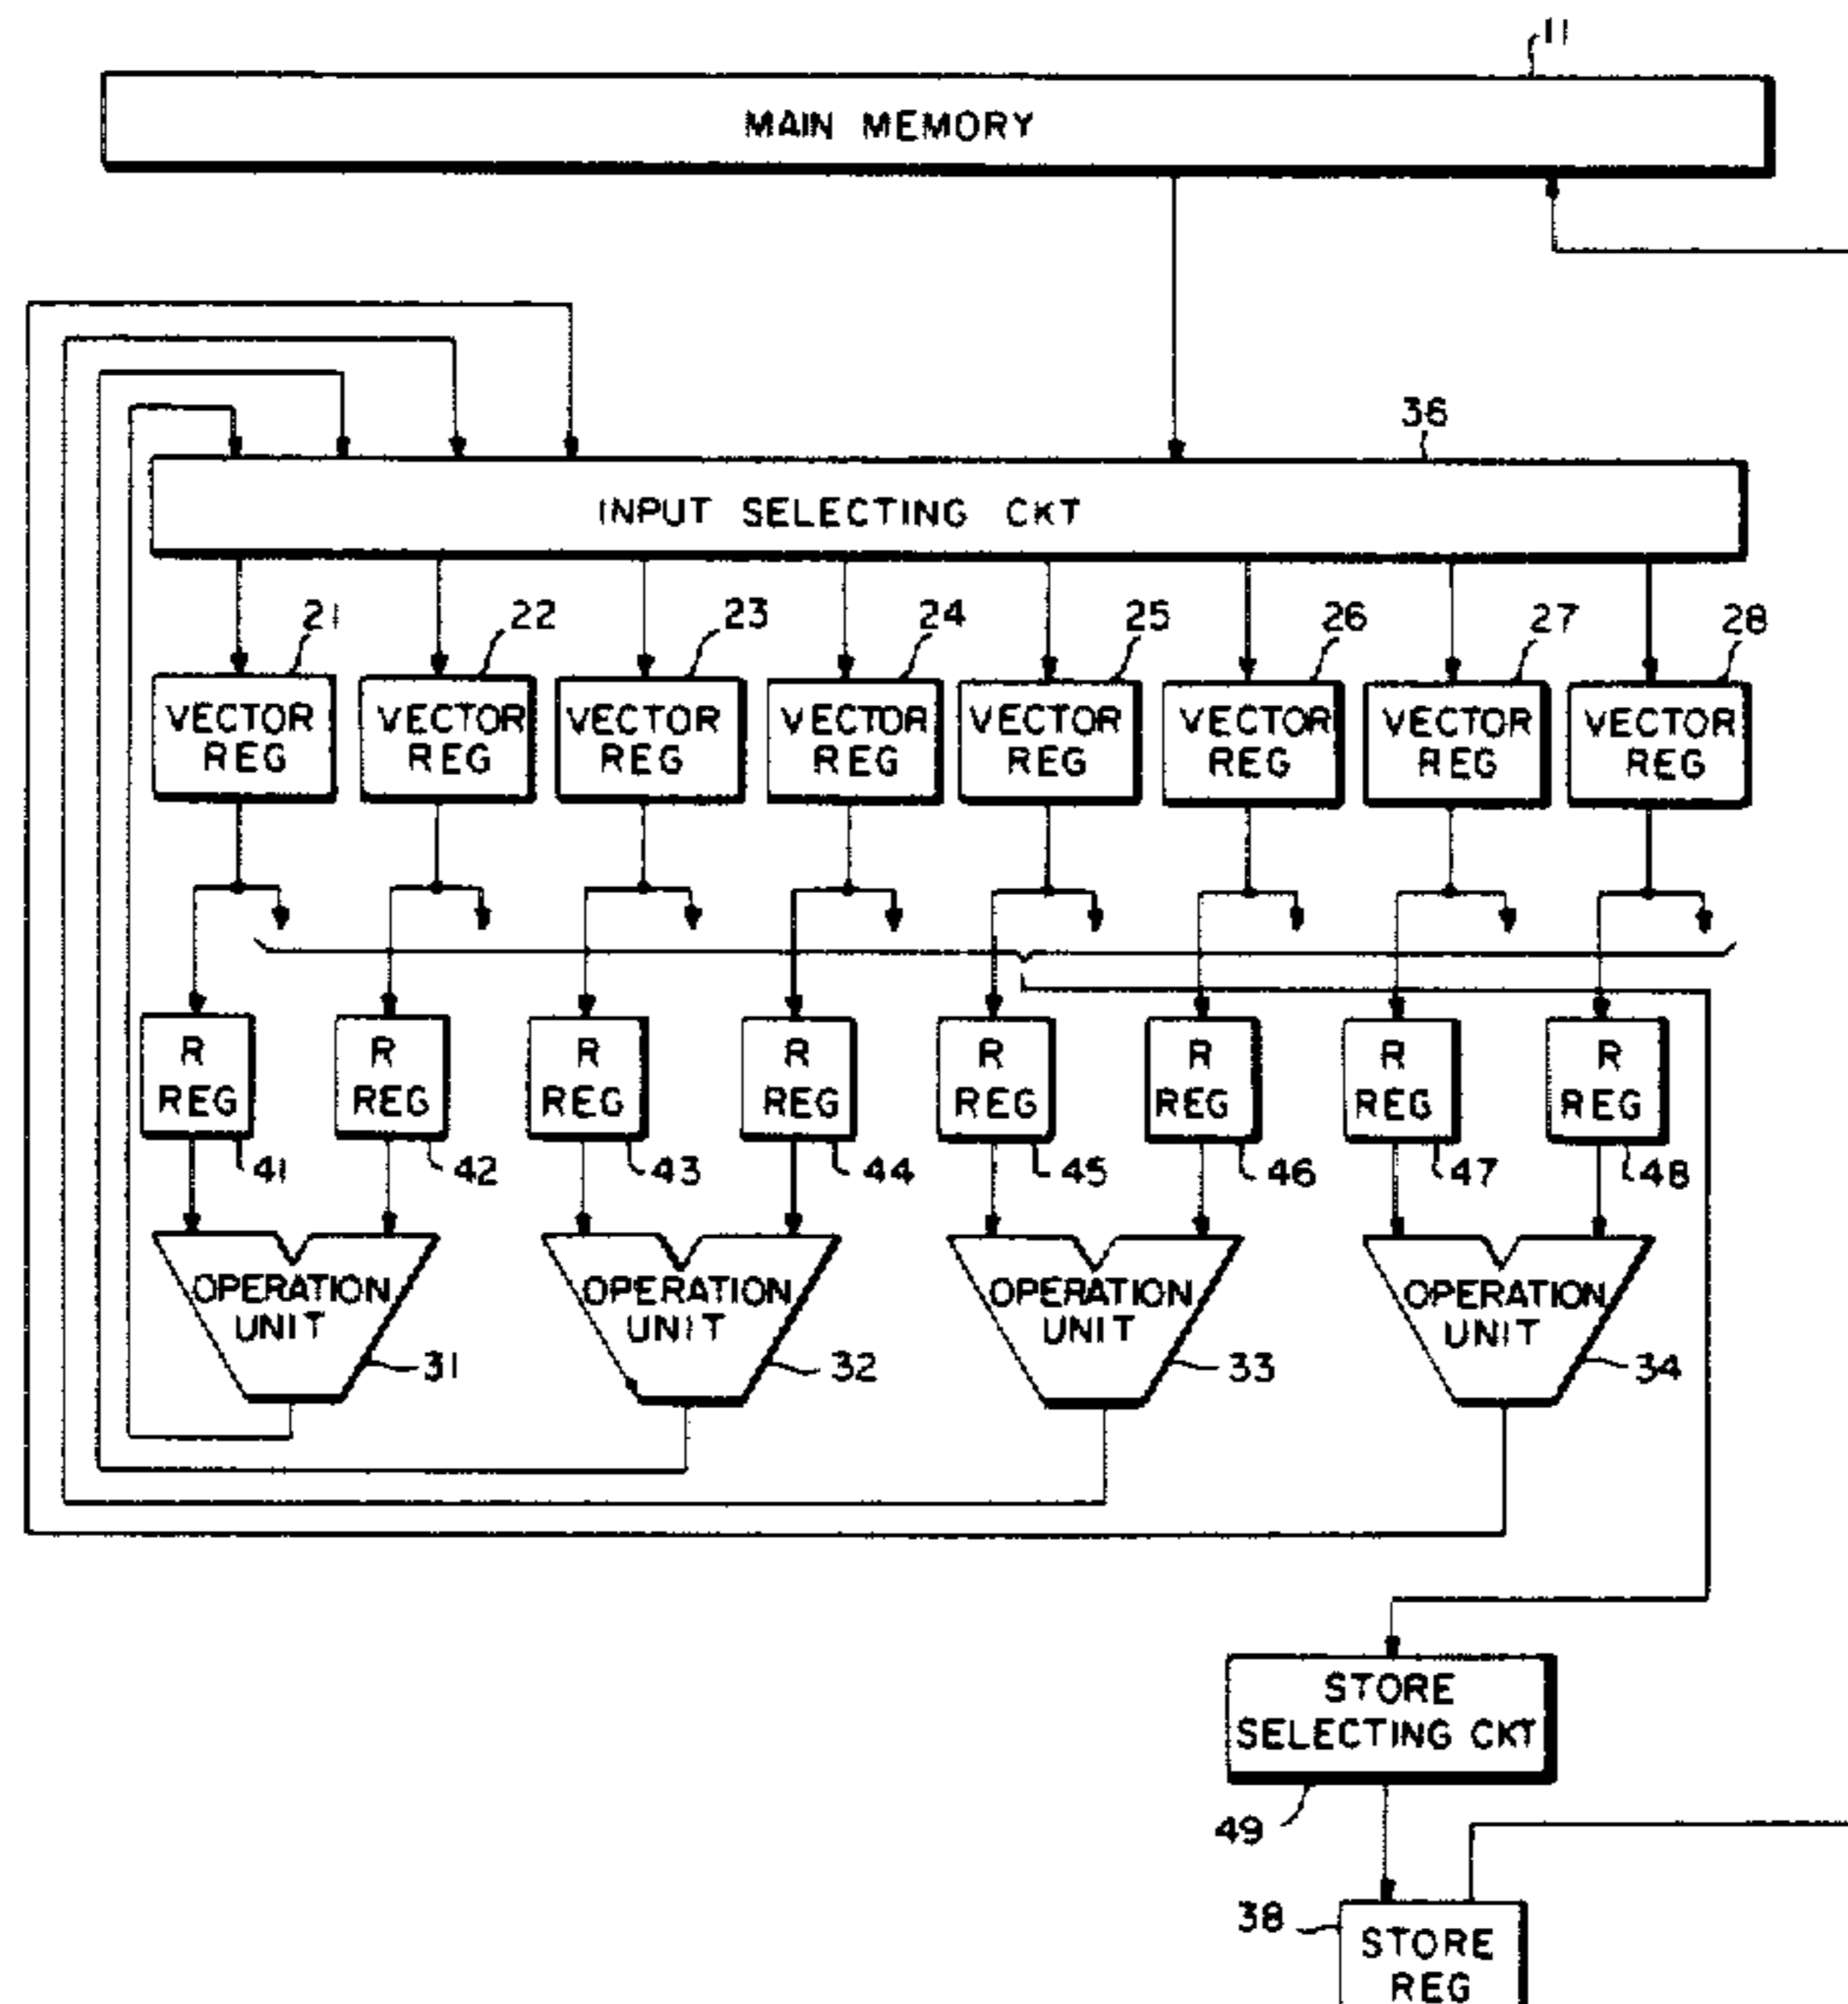 11
MAIN MEMORY
36
INPUT SELECTING CKT
21 22 23 24 25 26 27 28
VECTOR REG
VECTOR REG
VECTOR REG
VECTOR REG
VECTOR REG
VECTOR REG
VECTOR REG
VECTOR REG
R REG
R REG
R REG
R REG
R REG
R REG
R REG
R REG
41 42 43 44 45 46 47 48
OPERATION UNIT
OPERATION UNIT
OPERATION UNIT
OPERATION UNIT
31 32 33 34
STORE
SELECTING CKT
49
38
STORE
REG